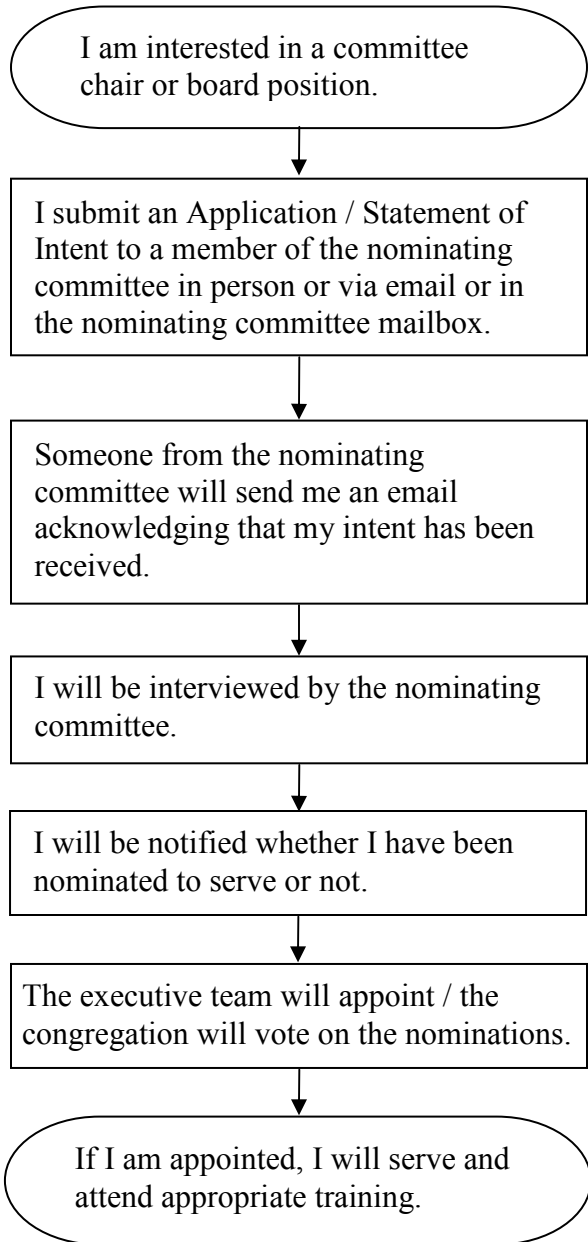 I am interested in a committee
chair or board position.
I submit an Application / Statement of
Intent to a member of the nominating
committee in person or via email or in
the nominating committee mailbox.
Someone from the nominating
committee will send me an email
acknowledging that my intent has been
received.
I will be interviewed by the nominating
committee.
I will be notified whether I have been
nominated to serve or not.
The executive team will appoint / the
congregation will vote on the nominations.
If I am appointed, I will serve and
attend appropriate training.